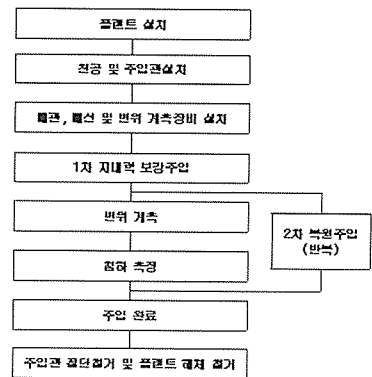 플랜트 설치
천공 및 주입관설치
배관, 배선 및 변위 계측장비 설치
1차 지내력 보강주입
변위 계측
2차 복원주입
(반복)
침하 측정
주입 완료
주입관 절단철거 및 플랜트 해체 철거